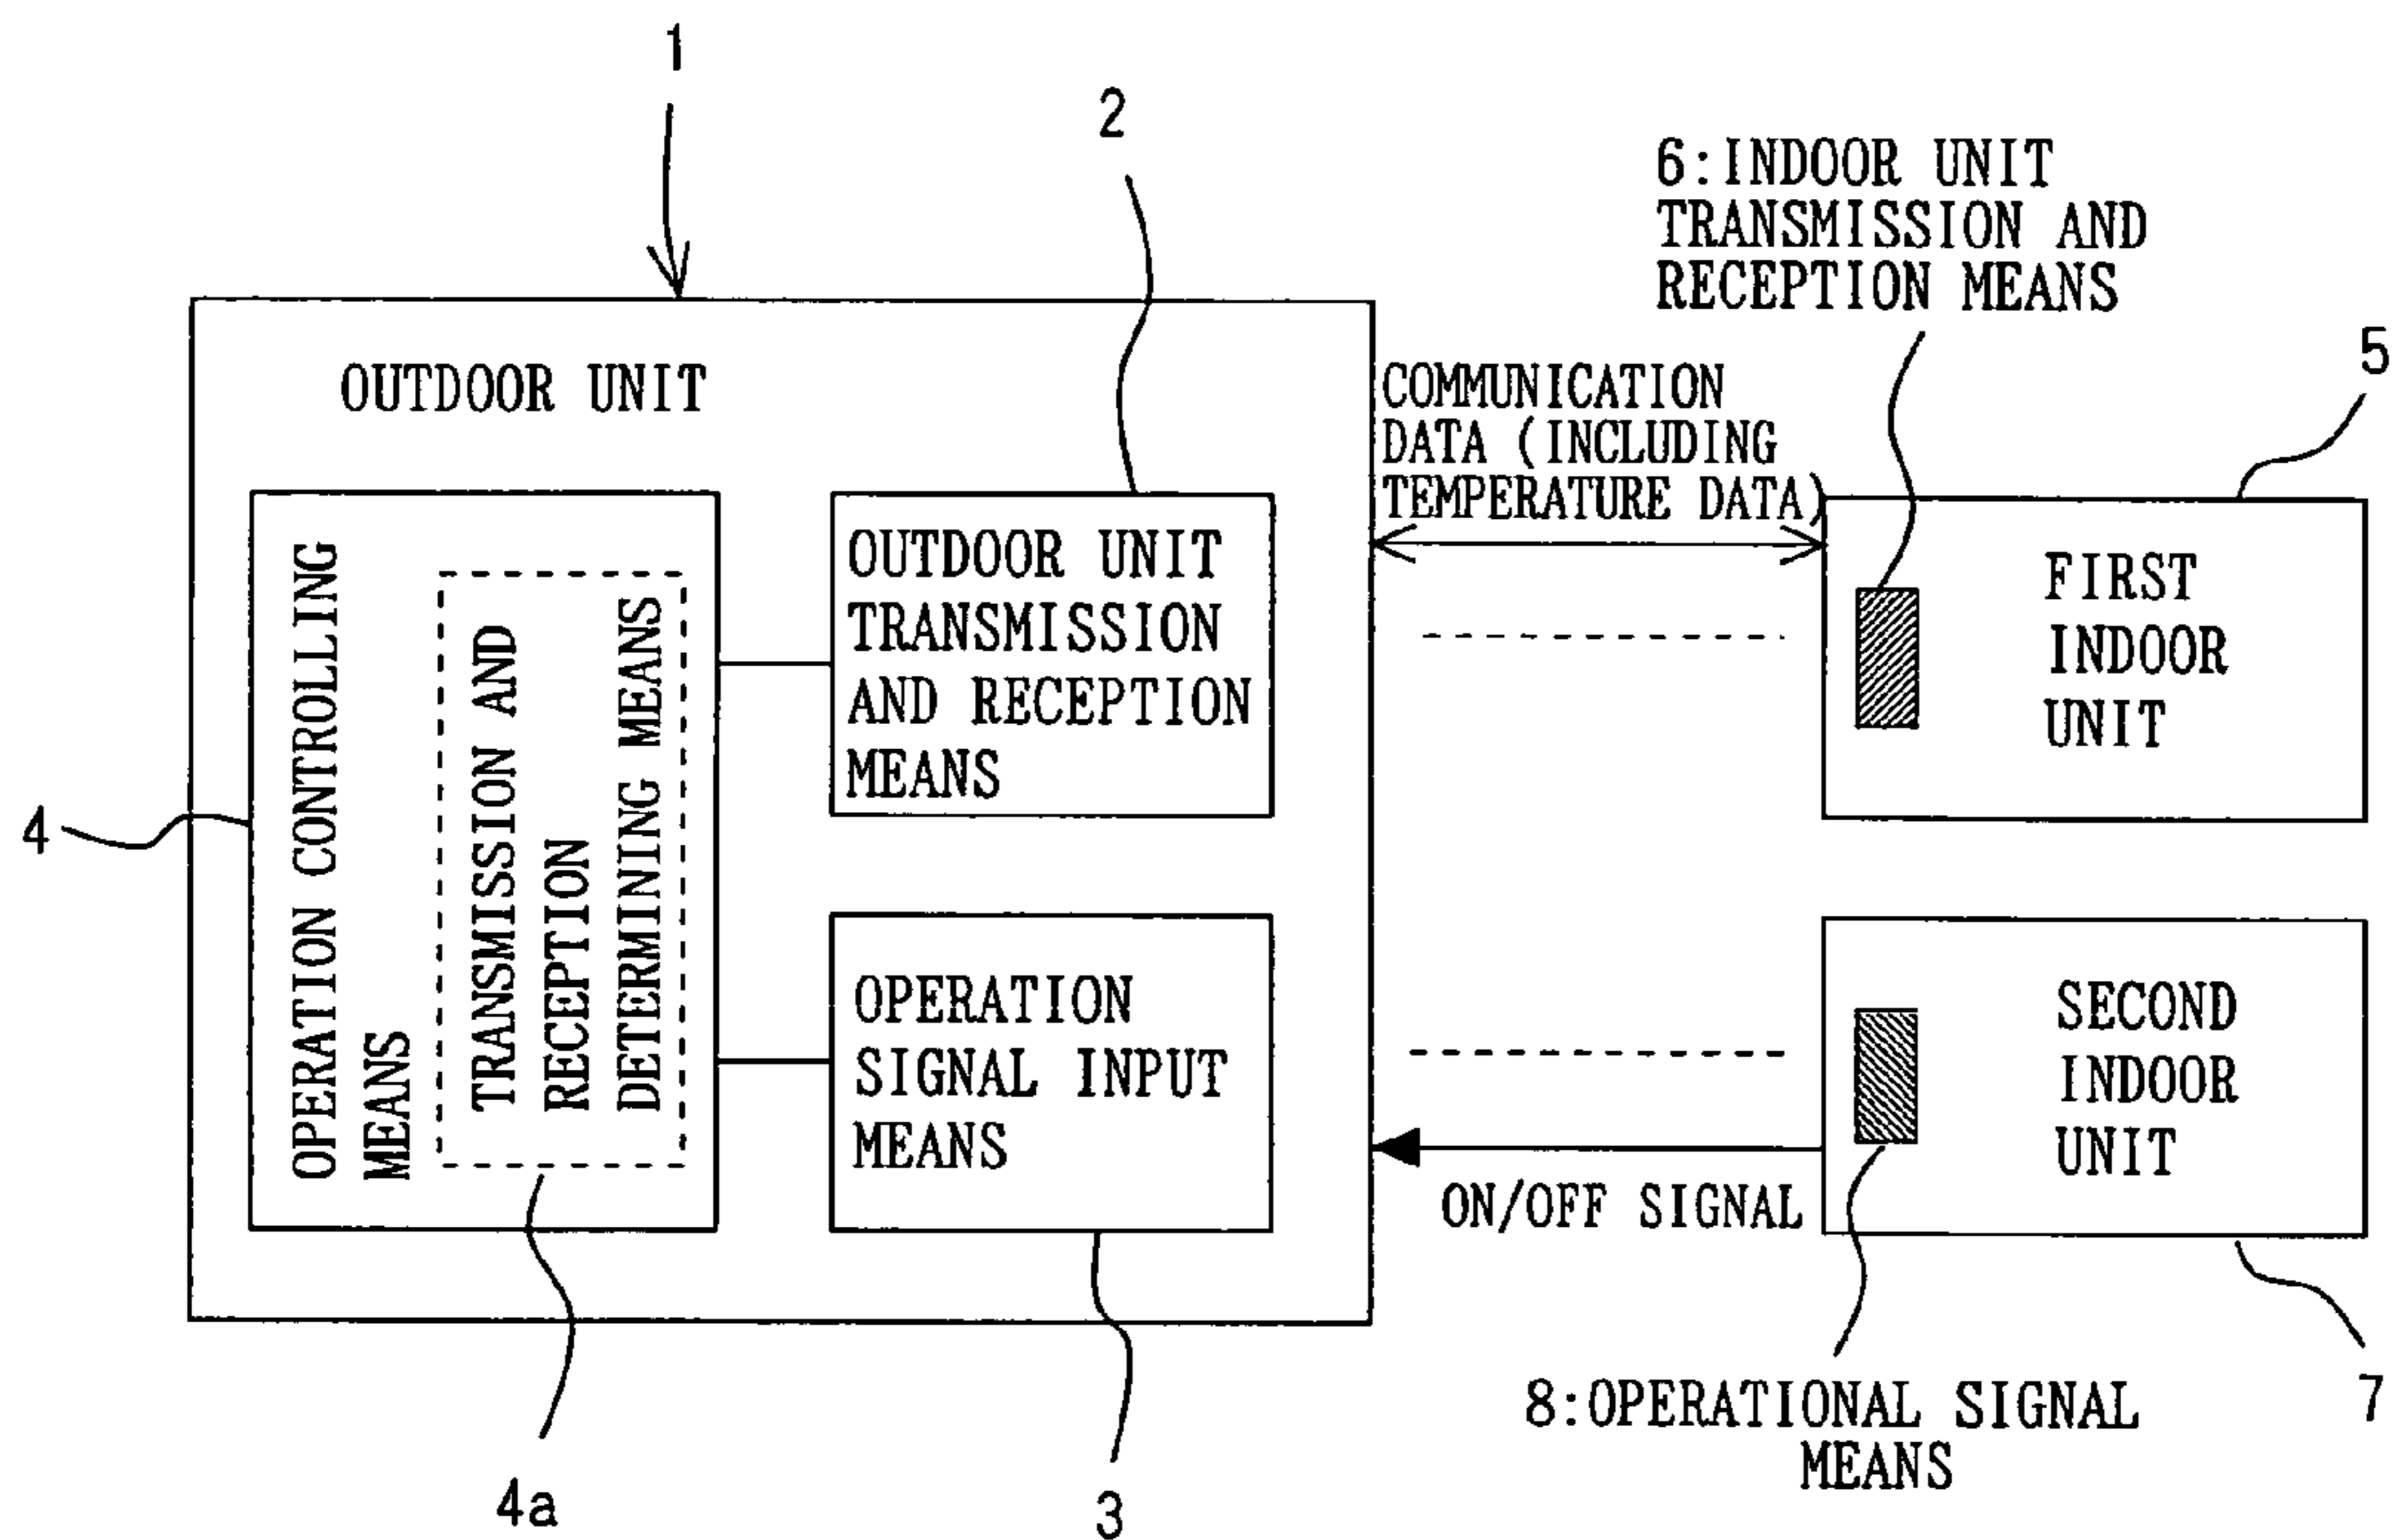 1
2
6:INDOOR UNIT
TRANSMISSION AND
RECEPTION MEANS
5
OUTDOOR UNIT
COMMUNICATION
DATA (INCLUDING
TEMPERATURE DATA)
4
OPERATION CONTROLLING
MEANS
TRANSMISSION AND
RECEPTION
DETERMINING MEANS
OUTDOOR UNIT
TRANSMISSION
AND RECEPTION
MEANS
FIRST
INDOOR
UNIT
OPERATION
SIGNAL INPUT
MEANS
SECOND
INDOOR
UNIT
ON/OFF SIGNAL
8:OPERATIONAL SIGNAL
MEANS
7
4a
3